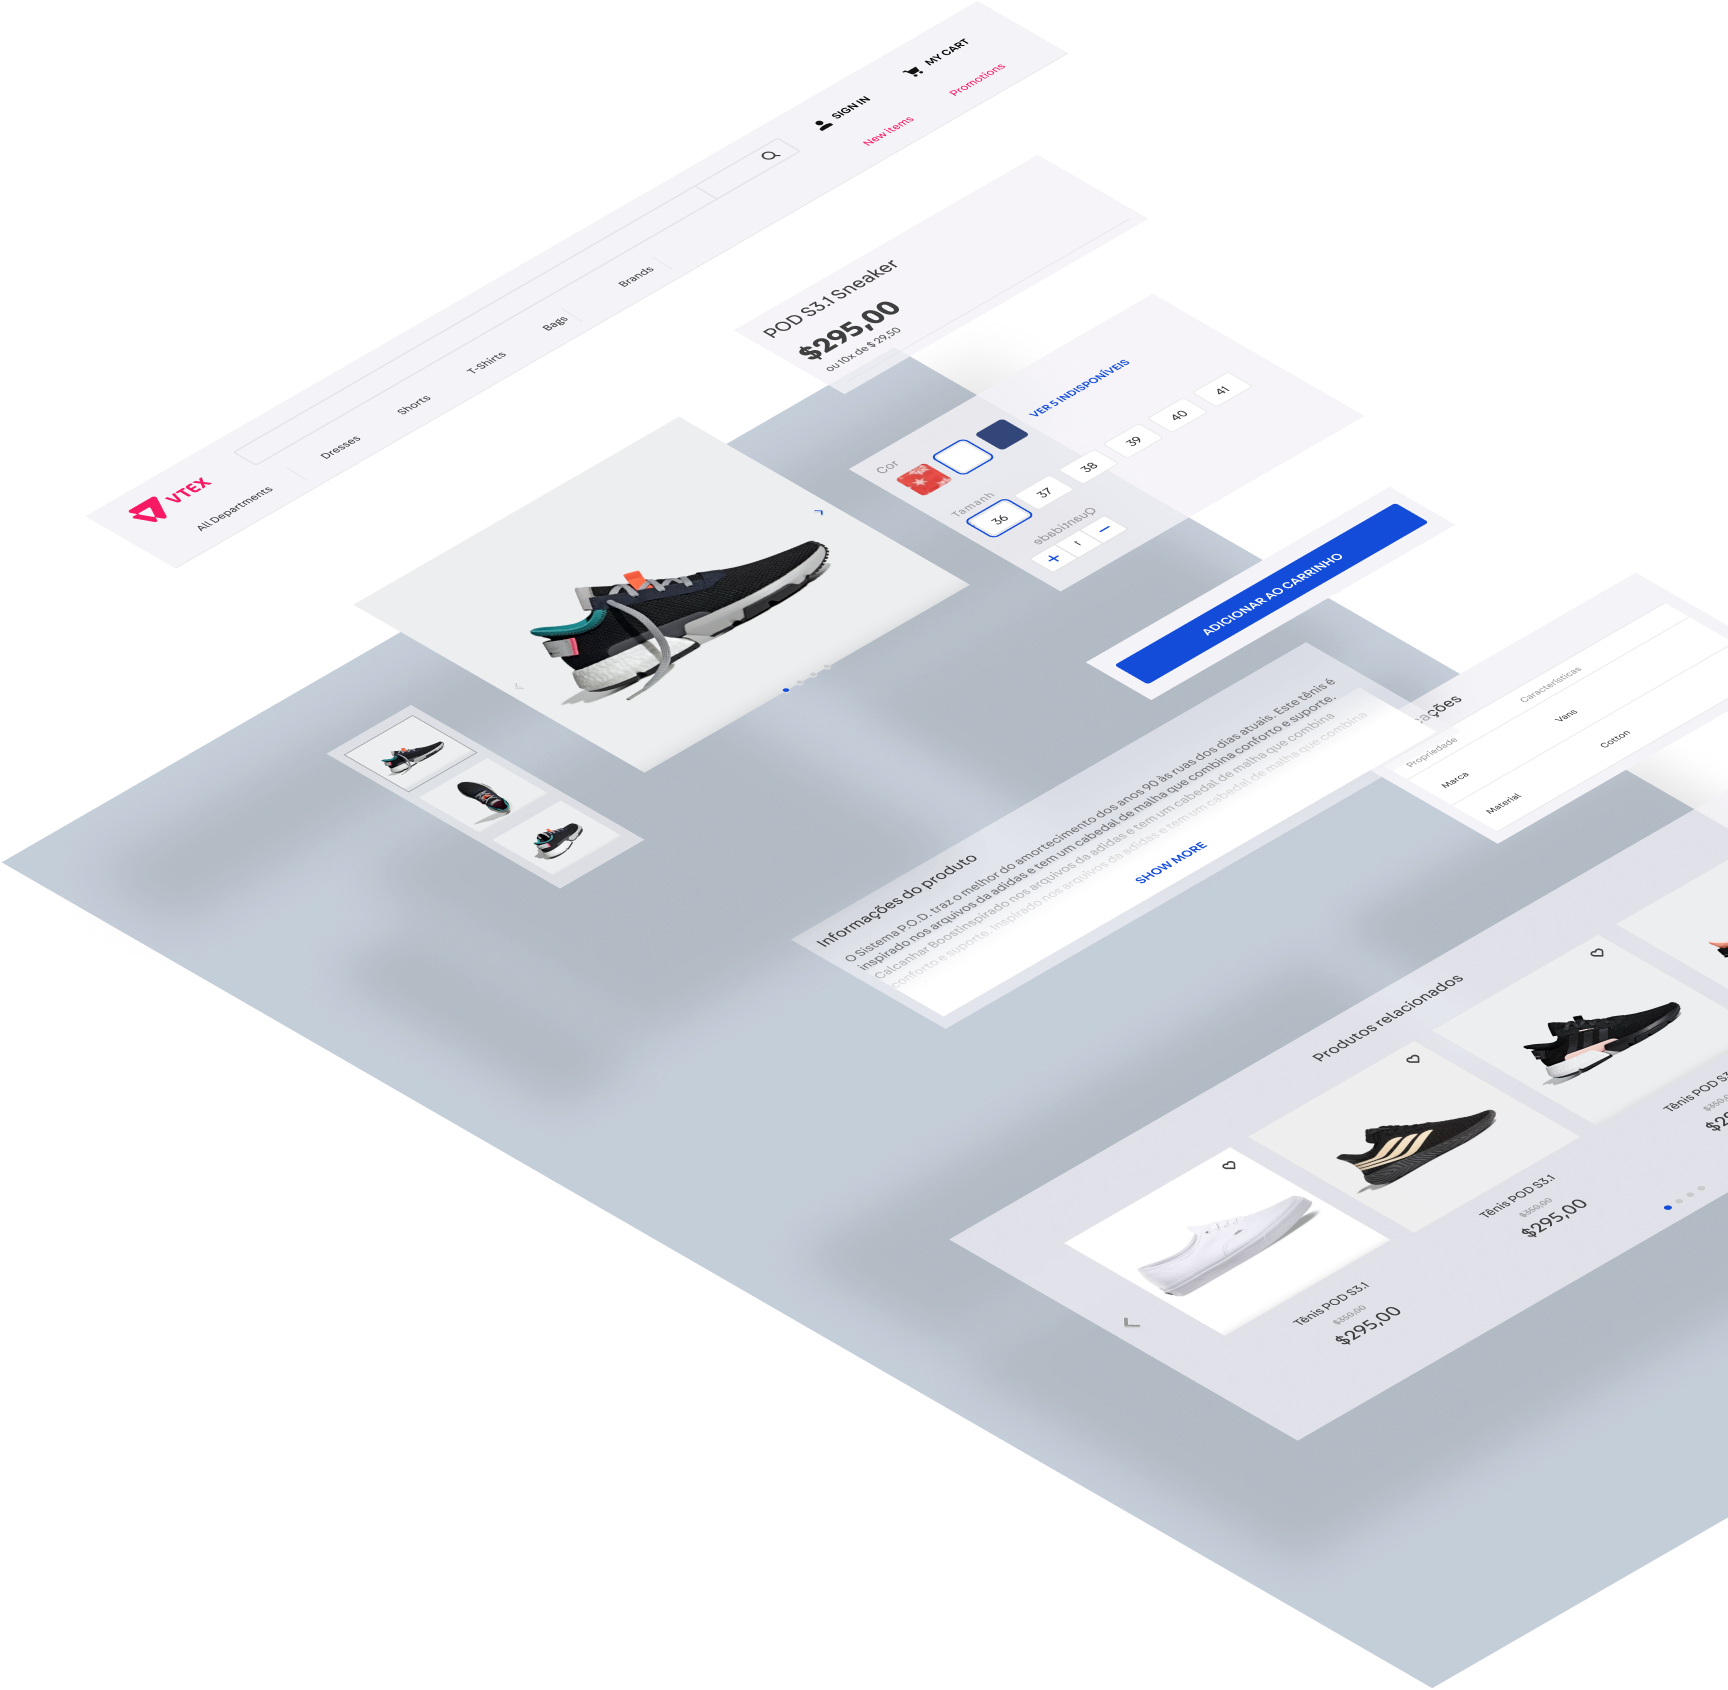 VTEX
SIGN IN
MY CART
All Departments
Dresses
Shorts
T-Shirts
Bags
Brands
New items
Promotions
POD S3.1 Sneaker
$295,00
ou 10x de $ 29,50
Cor
VER 5 INDISPONÍVEIS
Tamanh
36
37
38
39
40
41
Quantidade
+ 1 −
ADICIONAR AO CARRINHO
Informações do produto
O Sistema P.O.D. traz o melhor do amortecimento dos anos 90 às ruas dos dias atuais. Este tênis é
inspirado nos arquivos da adidas e tem um cabedal de malha que combina conforto e suporte.
Calcanhar Boostinspirado nos arquivos da adidas e tem um cabedal de malha que combina
conforto e suporte. Inspirado nos arquivos da adidas e tem um cabedal de malha que combina
SHOW MORE
ações
Propriedade
Características
Marca
Vans
Material
Cotton
Produtos relacionados
Tênis POD S3.1
$350,00
$295,00
Tênis POD S3.1
$350,00
$295,00
Tênis POD S3
$350,
$29